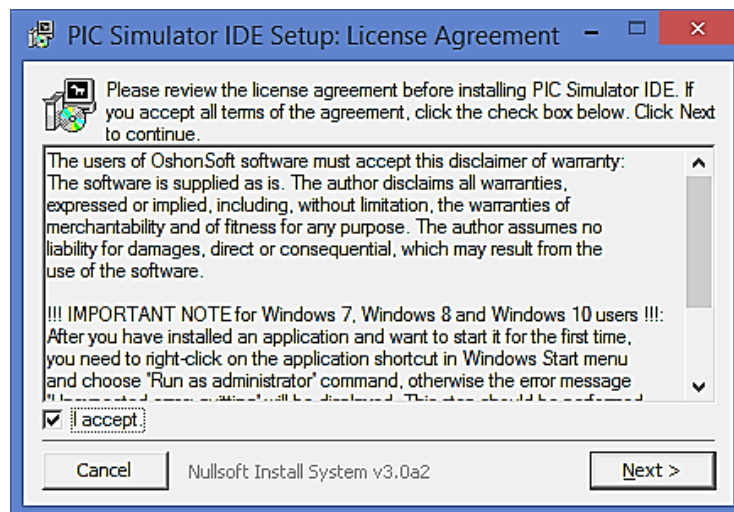 PIC Simulator IDE Setup: License Agreement
Please review the license agreement before installing PIC Simulator IDE. If
you accept all terms of the agreement, click the check box below. Click Next
to continue.
The users of OshonSoft software must accept this disclaimer of warranty:
The software is supplied as is. The author disclaims all warranties,
expressed or implied, including, without limitation, the warranties of
merchantability and of fitness for any purpose. The author assumes no
liability for damages, direct or consequential, which may result from the
use of the software.
!!! IMPORTANT NOTE for Windows 7, Windows 8 and Windows 10 users !!!:
After you have installed an application and want to start it for the first time,
you need to right-click on the application shortcut in Windows Start menu
and choose 'Run as administrator' command, otherwise the error message
I accept.
Cancel
Nullsoft Install System v3.0a2
Next >